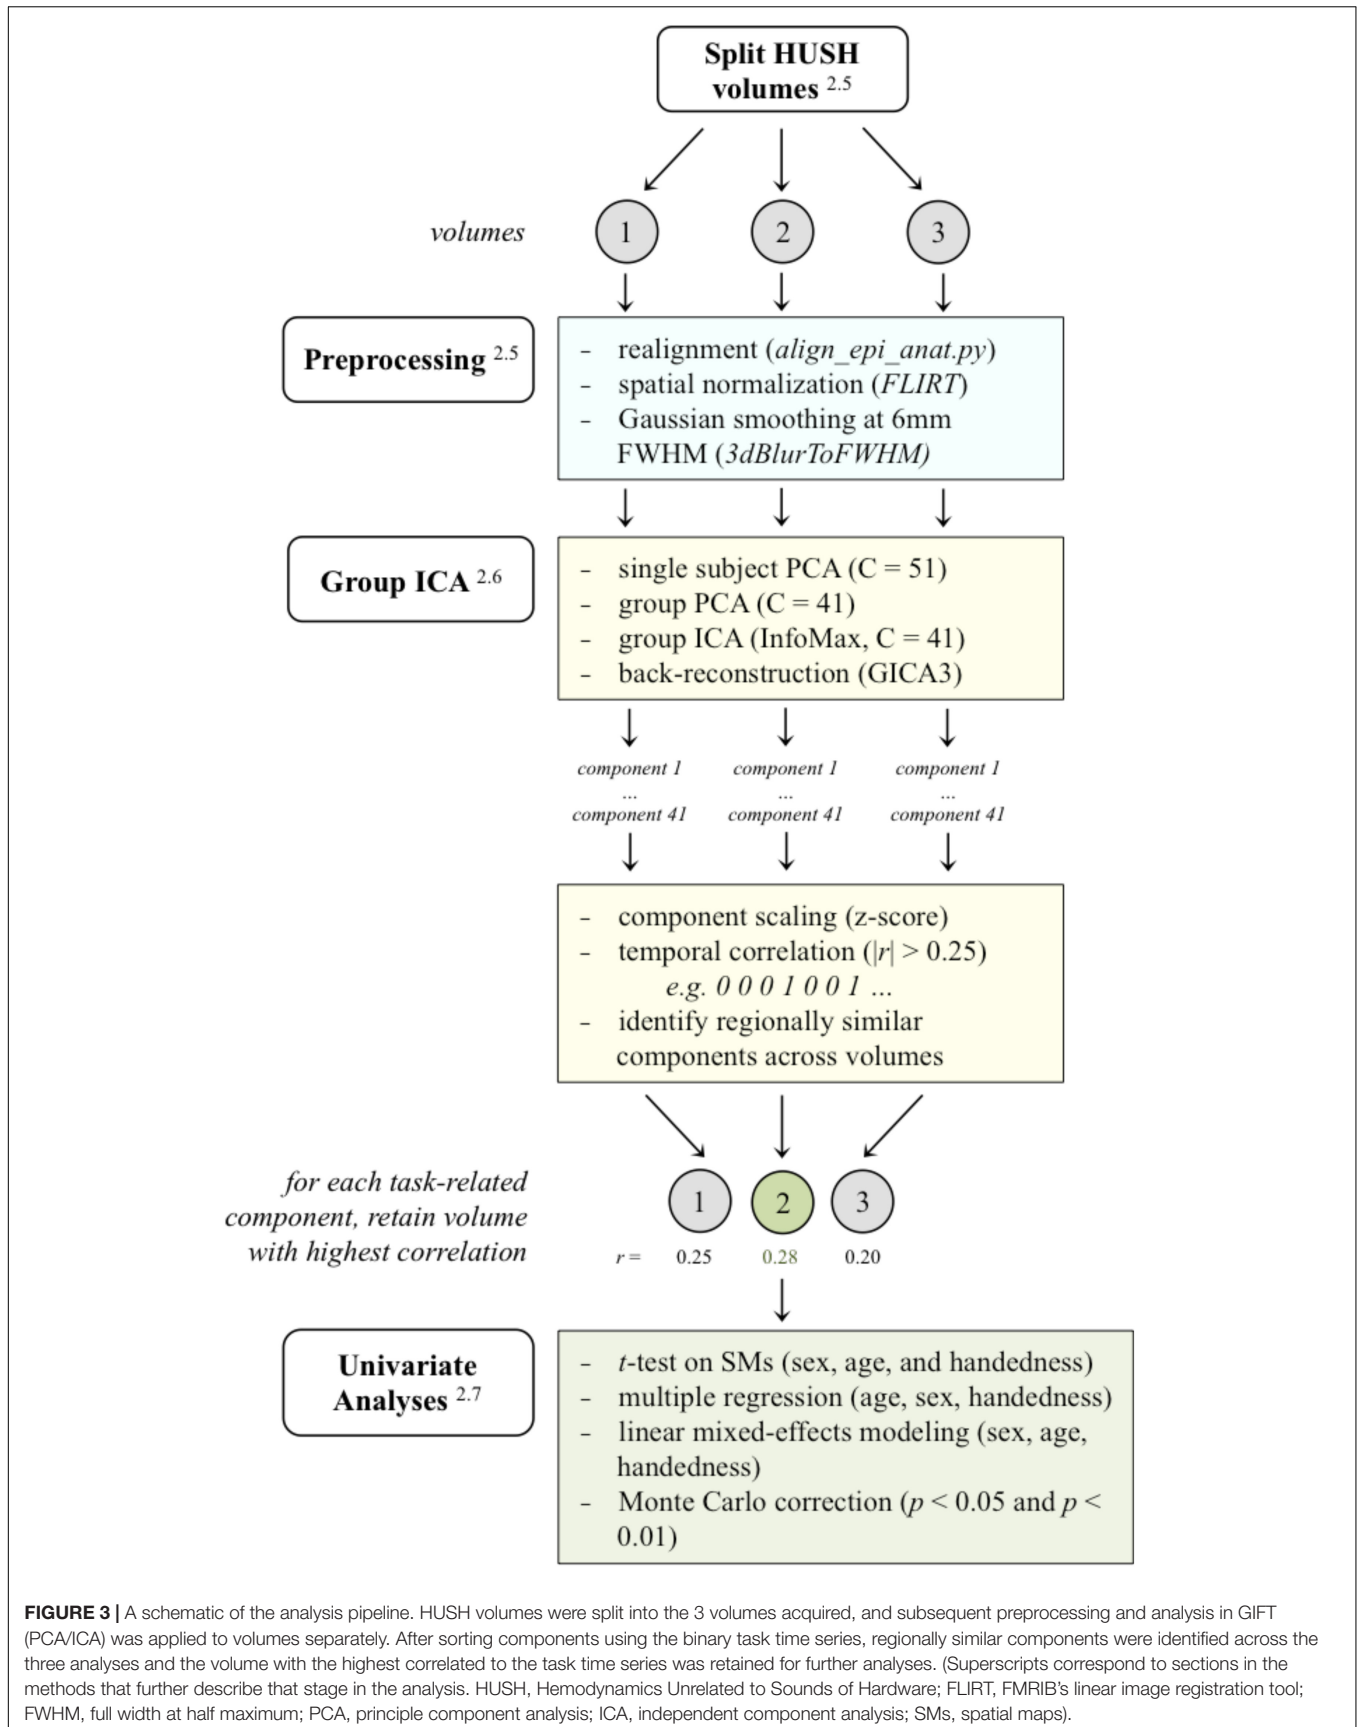 Split HUSH
volumes 2.5
volumes
1
2
3
Preprocessing 2.5
- realignment (align_epi_anat.py)
- spatial normalization (FLIRT)
- Gaussian smoothing at 6mm
FWHM (3dBlurToFWHM)
Group ICA 2.6
- single subject PCA (C = 51)
- group PCA (C = 41)
- group ICA (InfoMax, C = 41)
- back-reconstruction (GICA3)
component 1 component 1 component 1
... ... ...
component 41 component 41 component 41
- component scaling (z-score)
- temporal correlation (|r| > 0.25)
e.g. 0 0 0 1 0 0 1 ...
- identify regionally similar
components across volumes
for each task-related
component, retain volume
with highest correlation
1 2 3
r = 0.25 0.28 0.20
Univariate
Analyses 2.7
- t-test on SMs (sex, age, and handedness)
- multiple regression (age, sex, handedness)
- linear mixed-effects modeling (sex, age,
handedness)
- Monte Carlo correction (p < 0.05 and p <
0.01)
FIGURE 3 | A schematic of the analysis pipeline. HUSH volumes were split into the 3 volumes acquired, and subsequent preprocessing and analysis in GIFT
(PCA/ICA) was applied to volumes separately. After sorting components using the binary task time series, regionally similar components were identified across the
three analyses and the volume with the highest correlated to the task time series was retained for further analyses. (Superscripts correspond to sections in the
methods that further describe that stage in the analysis. HUSH, Hemodynamics Unrelated to Sounds of Hardware; FLIRT, FMRIB's linear image registration tool;
FWHM, full width at half maximum; PCA, principle component analysis; ICA, independent component analysis; SMs, spatial maps).